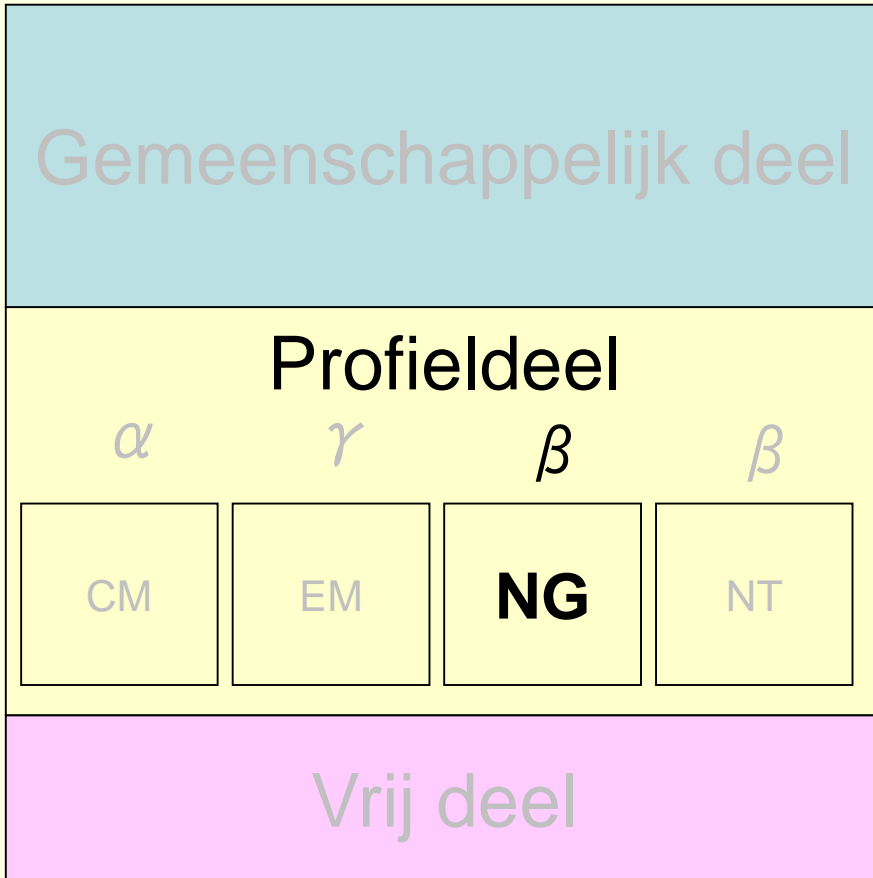 Gemeenschappelijk deel
Profieldeel
α γ β β
CM EM NG NT
Vrij deel